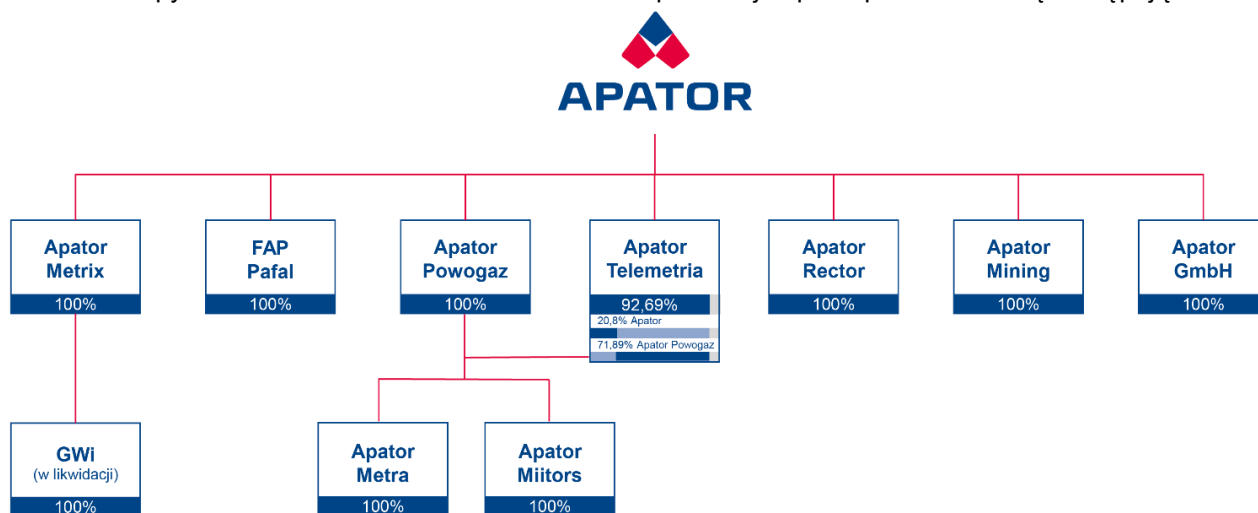 APATOR
Apator
Metrix
100%
FAP
Pafal
100%
Apator
Powogaz
100%
Apator
Telemetria
92,69%
20,8% Apator
71,89% Apator Powogaz
Apator
Rector
100%
Apator
Mining
100%
Apator
GmbH
100%
GWi
(w likwidacji)
100%
Apator
Metra
100%
Apator
Miitors
100%